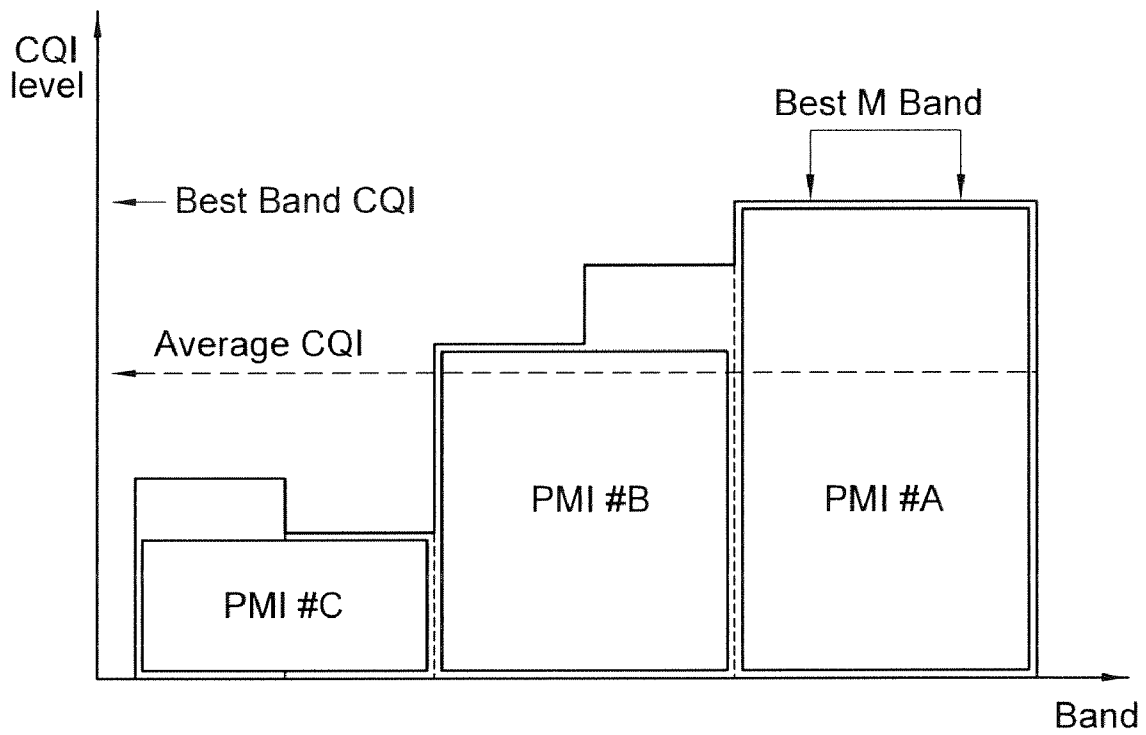 CQI
level
Best M Band
Best Band CQI
Average CQI
PMI #B
PMI #A
PMI #C
Band